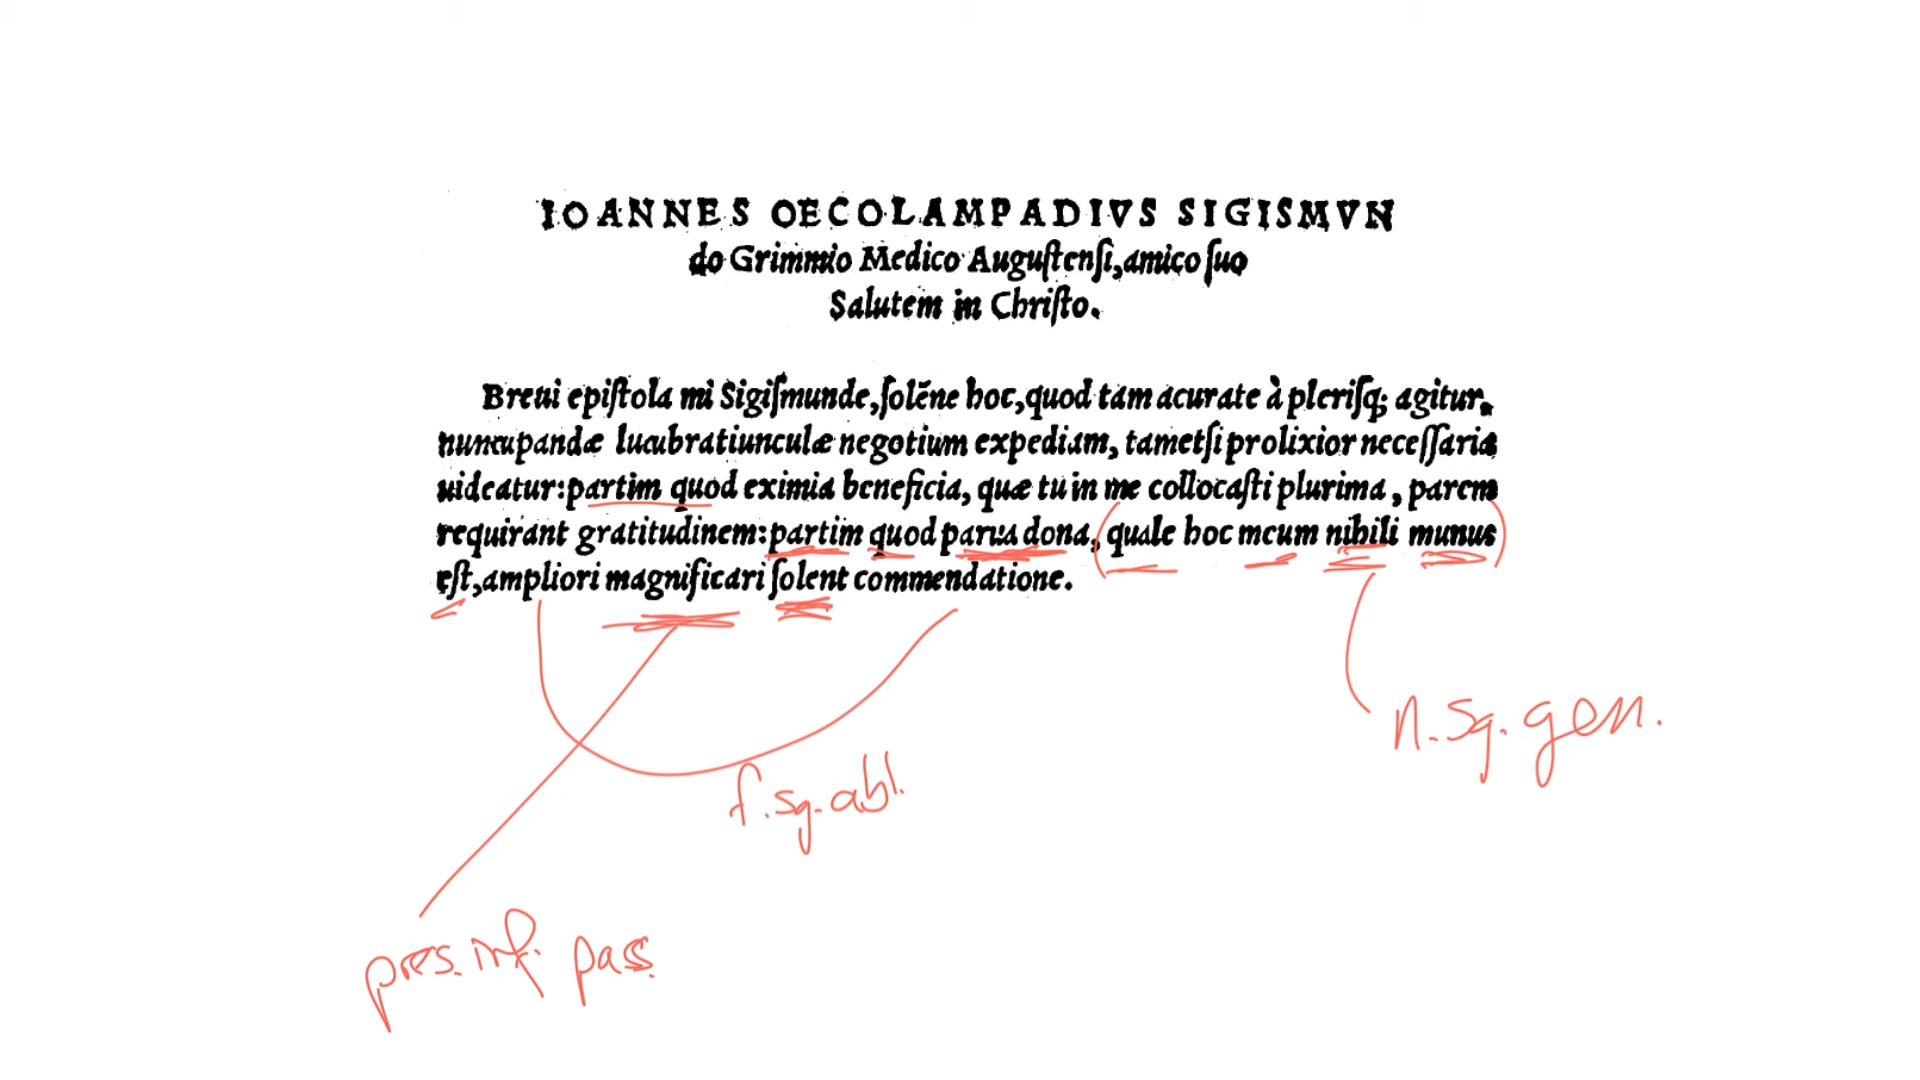 IOANNES OECOLAMPADIVS SIGISMVN
do Grimmio Medico Auguſtenſi, amico ſuo
Salutem in Chriſto.
Breui epiſtola mi Sigiſmunde, ſolēne hoc, quod tam acurate à pleriſq; agitur,
nuncupandæ lucubratiunculæ negotium expediam, tametſi prolixior neceſſaria
uideatur: partim quod eximia beneficia, quæ tu in me collocaſti plurima, parem
requirant gratitudinem: partim quod parua dona, (quale hoc meum nihili munus)
eſt, ampliori magnificari ſolent commendatione.
n. sg. gen.
f. sg. abl.
pres. inf. pas.